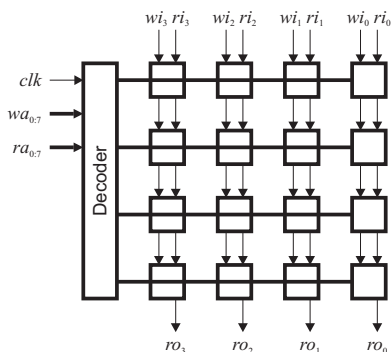 wi₃ ri₃ wi₂ ri₂ wi₁ ri₁ wi₀ ri₀
clk
wa₀:₇
ra₀:₇
Decoder
ro₃ ro₂ ro₁ ro₀